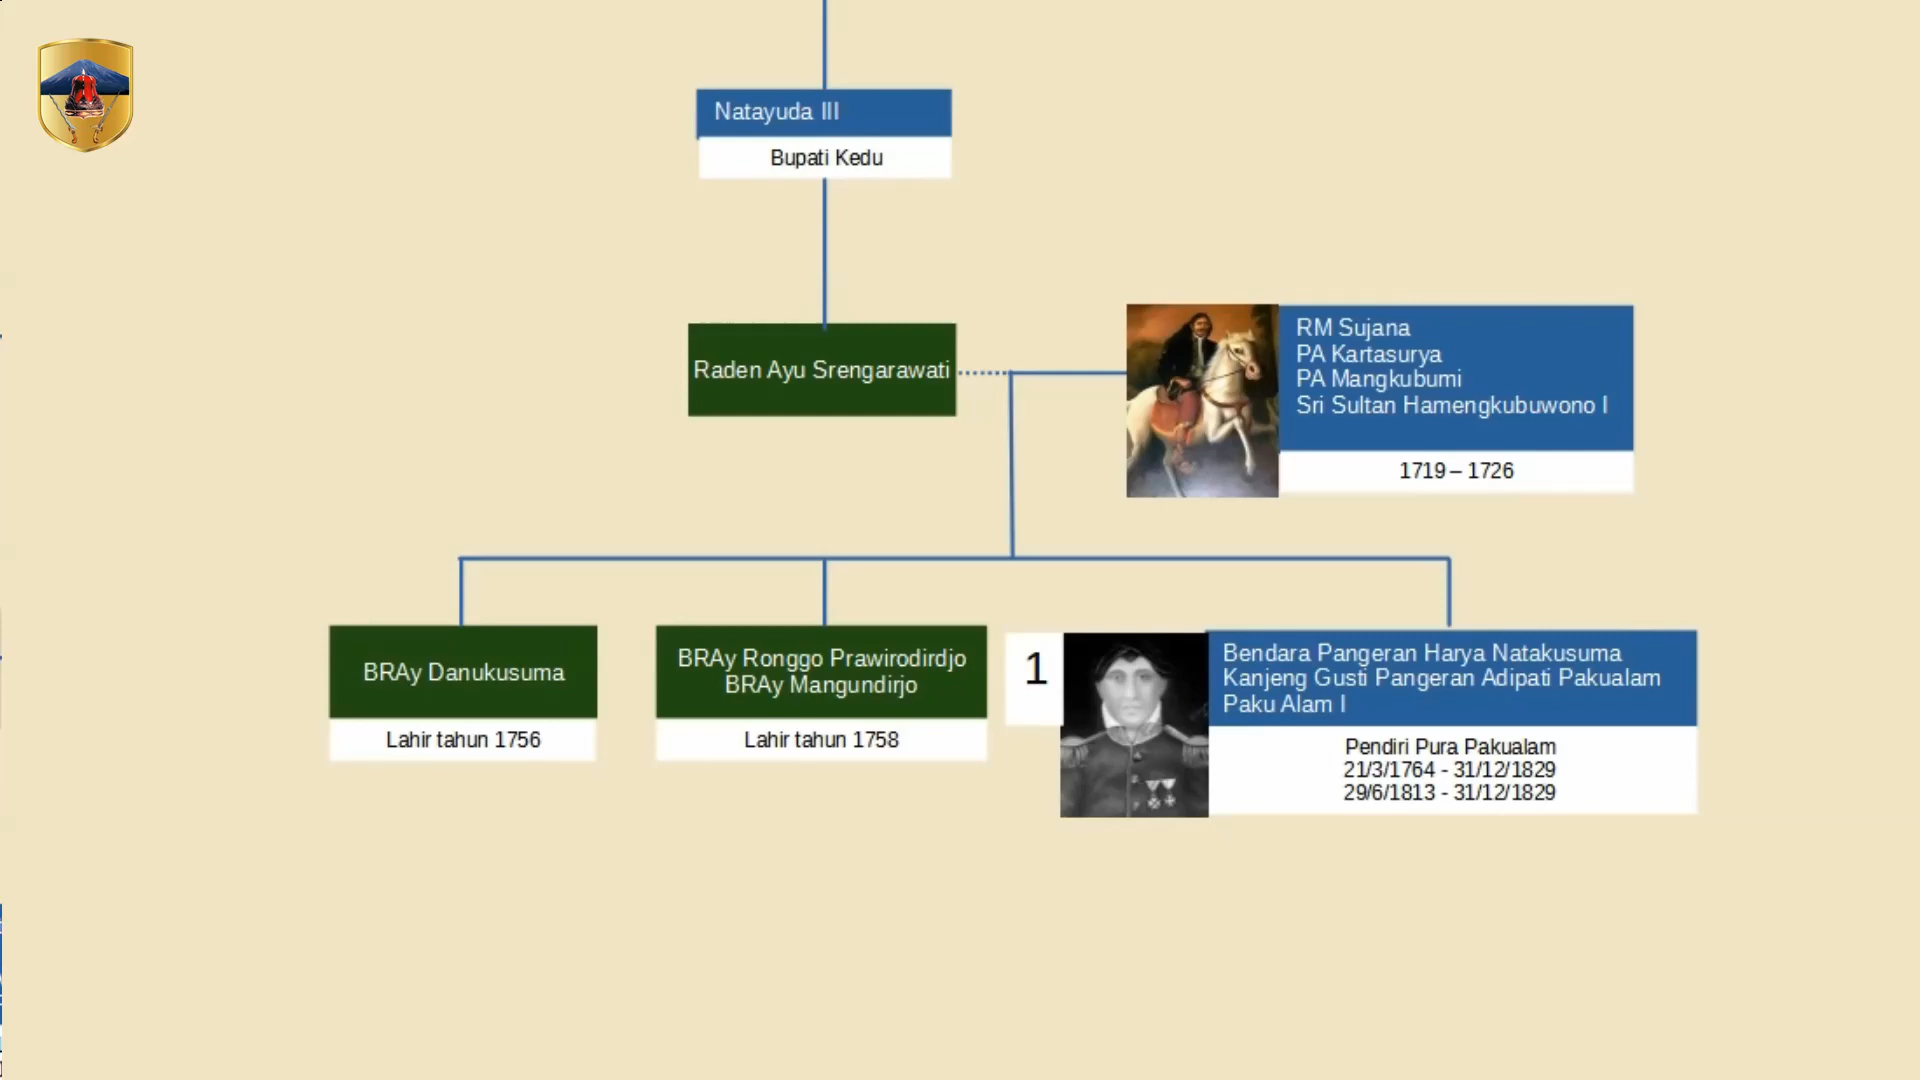 Natayuda III
Bupati Kedu
Raden Ayu Srengarawati
RM Sujana
PA Kartasurya
PA Mangkubumi
Sri Sultan Hamengkubuwono I
1719 – 1726
BRAy Danukusuma
Lahir tahun 1756
BRAy Ronggo Prawirodirdjo
BRAy Mangundirjo
Lahir tahun 1758
1
Bendara Pangeran Harya Natakusuma
Kanjeng Gusti Pangeran Adipati Pakualam
Paku Alam I
Pendiri Pura Pakualam
21/3/1764 - 31/12/1829
29/6/1813 - 31/12/1829